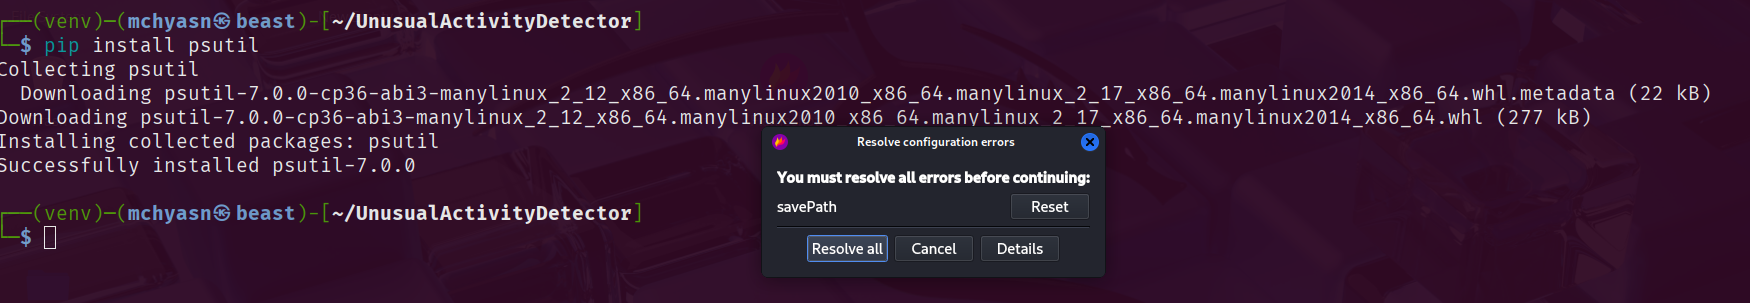 ┌──(venv)─(mchyasn㉿beast)-[~/UnusualActivityDetector]
└─$ pip install psutil
Collecting psutil
  Downloading psutil-7.0.0-cp36-abi3-manylinux_2_12_x86_64.manylinux2010_x86_64.manylinux_2_17_x86_64.manylinux2014_x86_64.whl.metadata (22 kB)
Downloading psutil-7.0.0-cp36-abi3-manylinux_2_12_x86_64.manylinux2010_x86_64.manylinux_2_17_x86_64.manylinux2014_x86_64.whl (277 kB)
Installing collected packages: psutil
Successfully installed psutil-7.0.0
┌──(venv)─(mchyasn㉿beast)-[~/UnusualActivityDetector]
└─$
Resolve configuration errors
You must resolve all errors before continuing:
savePath Reset
Resolve all Cancel Details